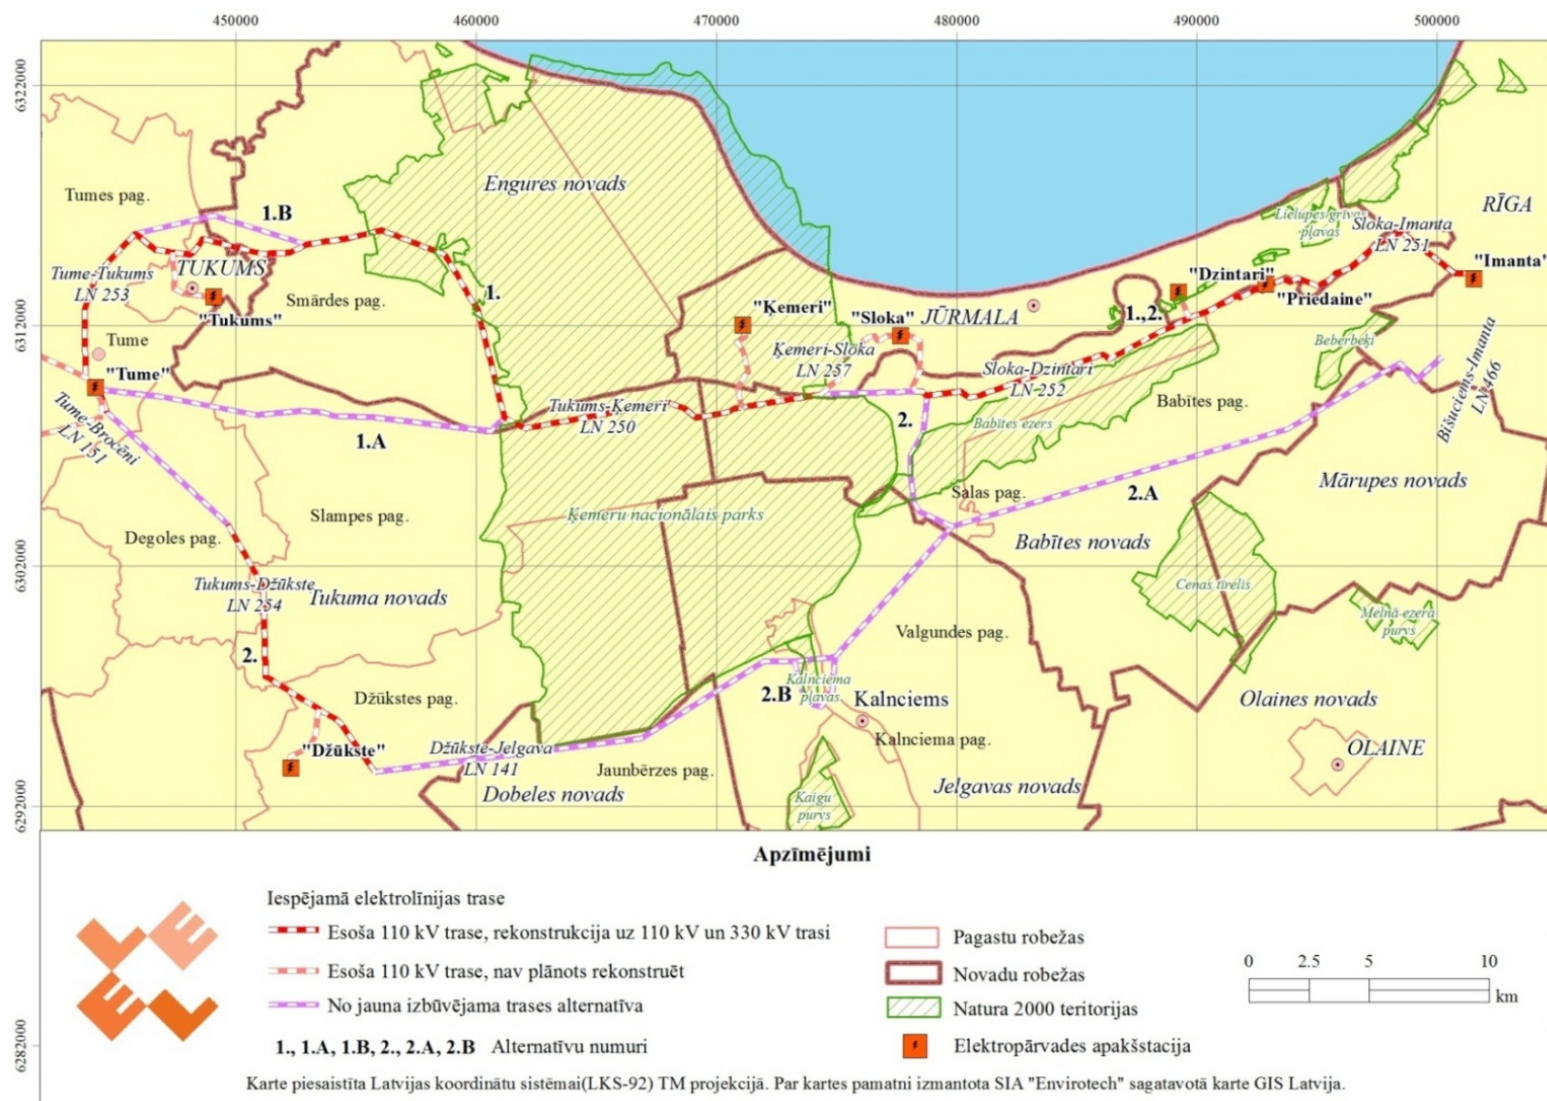 450000
460000
470000
480000
490000
500000
6322000
6312000
6302000
6292000
6282000
Tumes pag.
1.B
Engures novads
RĪGA
Lielupes grīvas
pļavas
Sloka-Imanta
LN 251
"Imanta"
Tume-Tukums
LN 253
TUKUMS
Smārdes pag.
1.
"Tukums"
"Ķemeri"
"Sloka"
JŪRMALA
"Dzintari"
"Priedaine"
1.,2.
Tume
"Tume"
Ķemeri-Sloka
LN 257
Sloka-Dzintari
LN 252
Beberbeķi
Bišuciems-Imanta
LN 466
Tume-Brocēni
LN 151
1.A
Tukums-Ķemeri
LN 250
2.
Babītes ezers
Babītes pag.
Mārupes novads
Salas pag.
2.A
Slampes pag.
Ķemeru nacionālais parks
Degoles pag.
Babītes novads
Cenas tīrelis
Tukums-Džūkste
LN 254
Tukuma novads
Melnā ezera
purvs
Valgundes pag.
2.
Džūkstes pag.
2.B
Kalnciema
pļavas
Kalnciems
Olaines novads
"Džūkste"
Džūkste-Jelgava
LN 141
Jaunbērzes pag.
Kalnciema pag.
OLAINE
Dobeles novads
Kaigu
purvs
Jelgavas novads
Apzīmējumi
Iespējamā elektrolīnijas trase
Esoša 110 kV trase, rekonstrukcija uz 110 kV un 330 kV trasi
Esoša 110 kV trase, nav plānots rekonstruēt
No jauna izbūvējama trases alternatīva
1., 1.A, 1.B, 2., 2.A, 2.B Alternatīvu numuri
Pagastu robežas
Novadu robežas
Natura 2000 teritorijas
Elektropārvades apakšstacija
0 2.5 5 10
km
Karte piesaistīta Latvijas koordinātu sistēmai(LKS-92) TM projekcijā. Par kartes pamatni izmantota SIA "Envirotech" sagatavotā karte GIS Latvija.